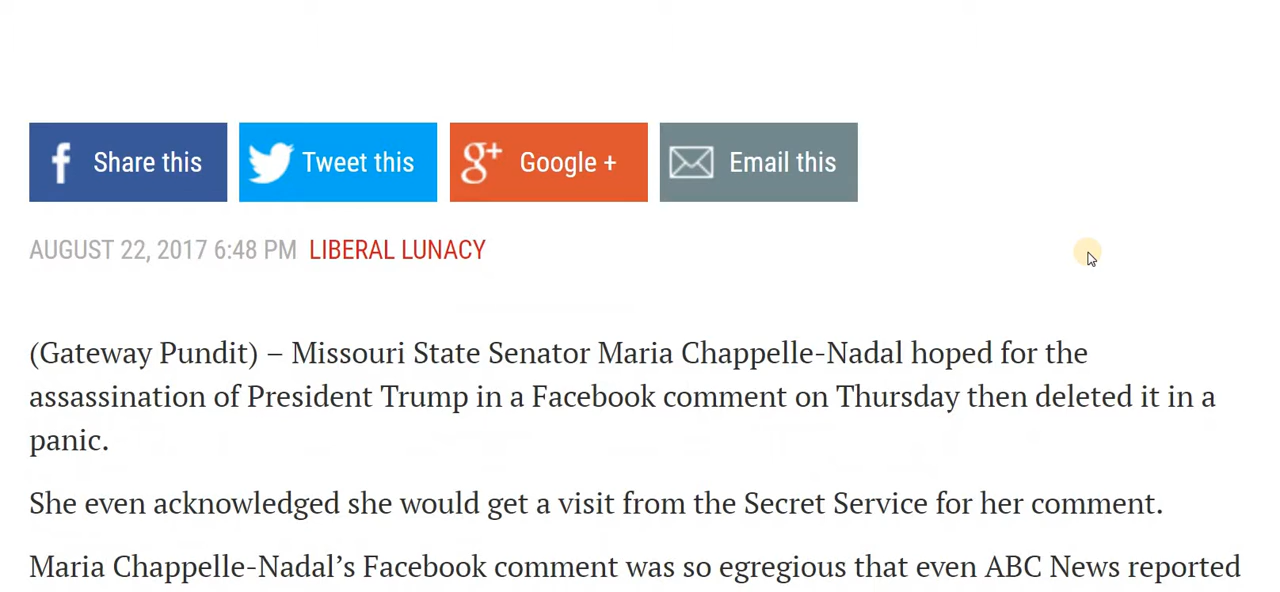 f Share this Tweet this g+ Google + Email this
AUGUST 22, 2017 6:48 PM LIBERAL LUNACY
(Gateway Pundit) – Missouri State Senator Maria Chappelle-Nadal hoped for the
assassination of President Trump in a Facebook comment on Thursday then deleted it in a
panic.
She even acknowledged she would get a visit from the Secret Service for her comment.
Maria Chappelle-Nadal’s Facebook comment was so egregious that even ABC News reported